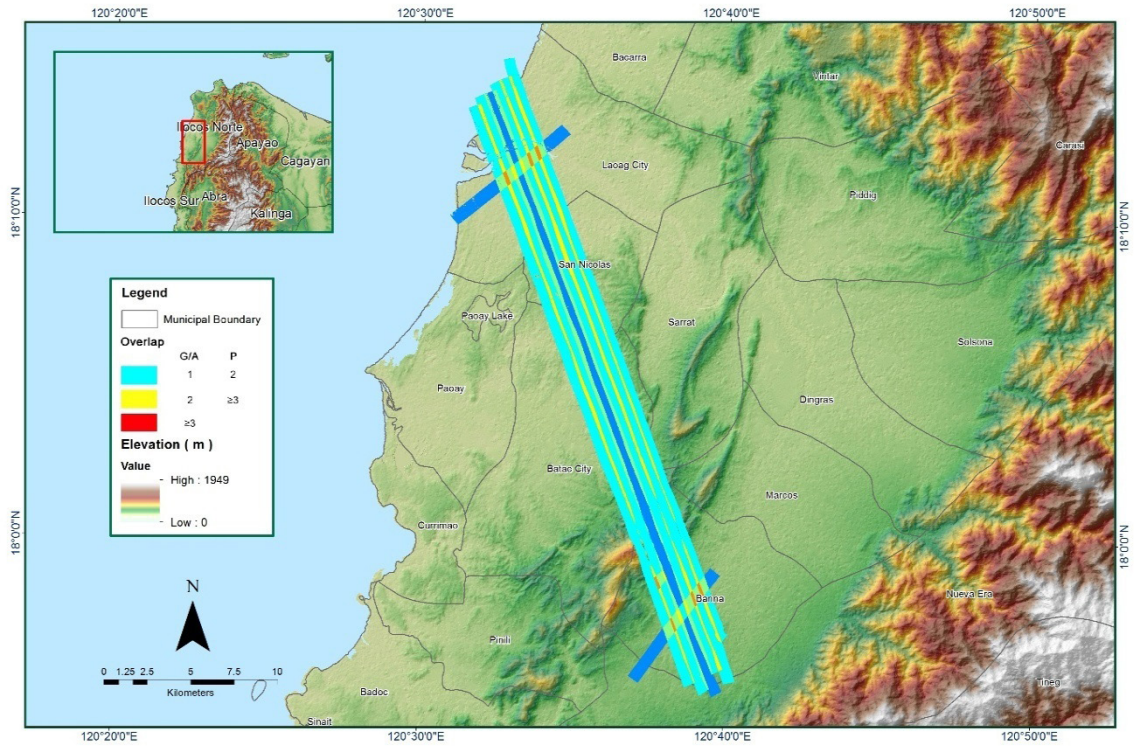 120°20'0"E 120°30'0"E 120°40'0"E 120°50'0"E
Bacarra
Vintar
Ilocos Norte
Apayao
Cagayan
Ilocos Sur
Abra
Kalinga
Laoag City
Carasi
Piddig
18°10'0"N 18°10'0"N
San Nicolas
Legend
Municipal Boundary
Overlap
G/A P
1 2
2 ≥3
≥3
Elevation ( m )
Value
High : 1949
Low : 0
Paoay Lake
Sarrat
Solsona
Paoay
Dingras
Batac City
Marcos
Currimao
18°0'0"N 18°0'0"N
Banna
Nueva Era
N
Pinili
0 1.25 2.5 5 7.5 10
Kilometers
Badoc
Tineg
Sinait
120°20'0"E 120°30'0"E 120°40'0"E 120°50'0"E